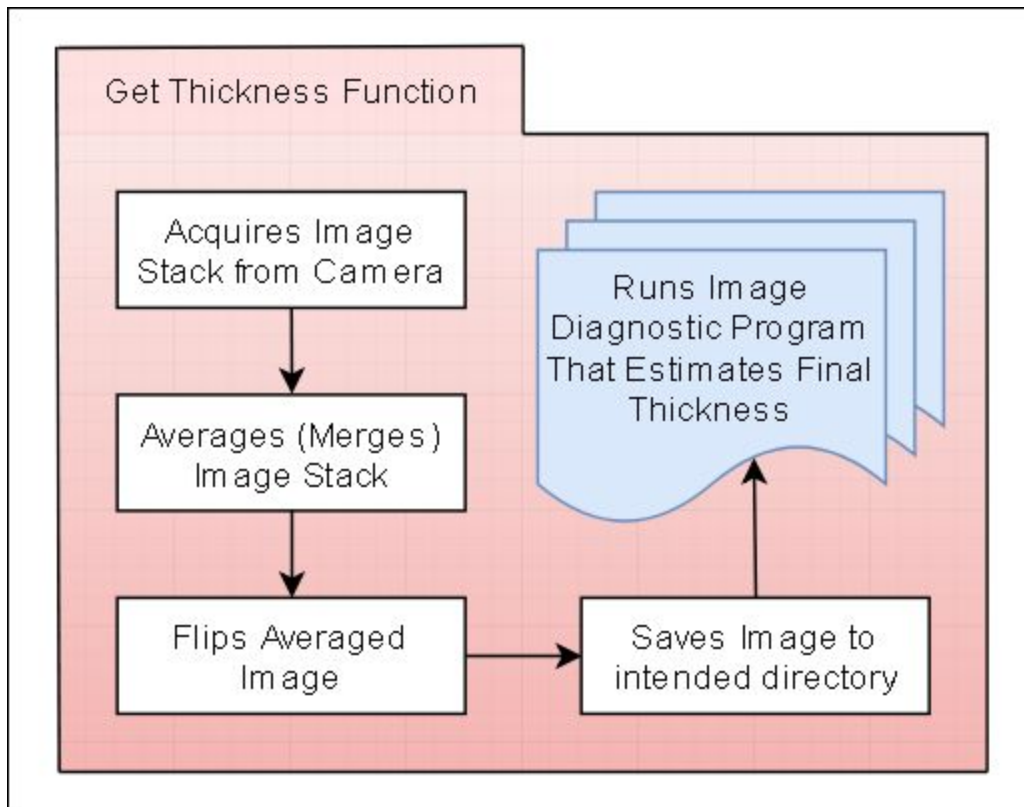 Get Thickness Function
Acquires Image
Stack from Camera
Averages (Merges)
Image Stack
Flips Averaged
Image
Saves Image to
intended directory
Runs Image
Diagnostic Program
That Estimates Final
Thickness